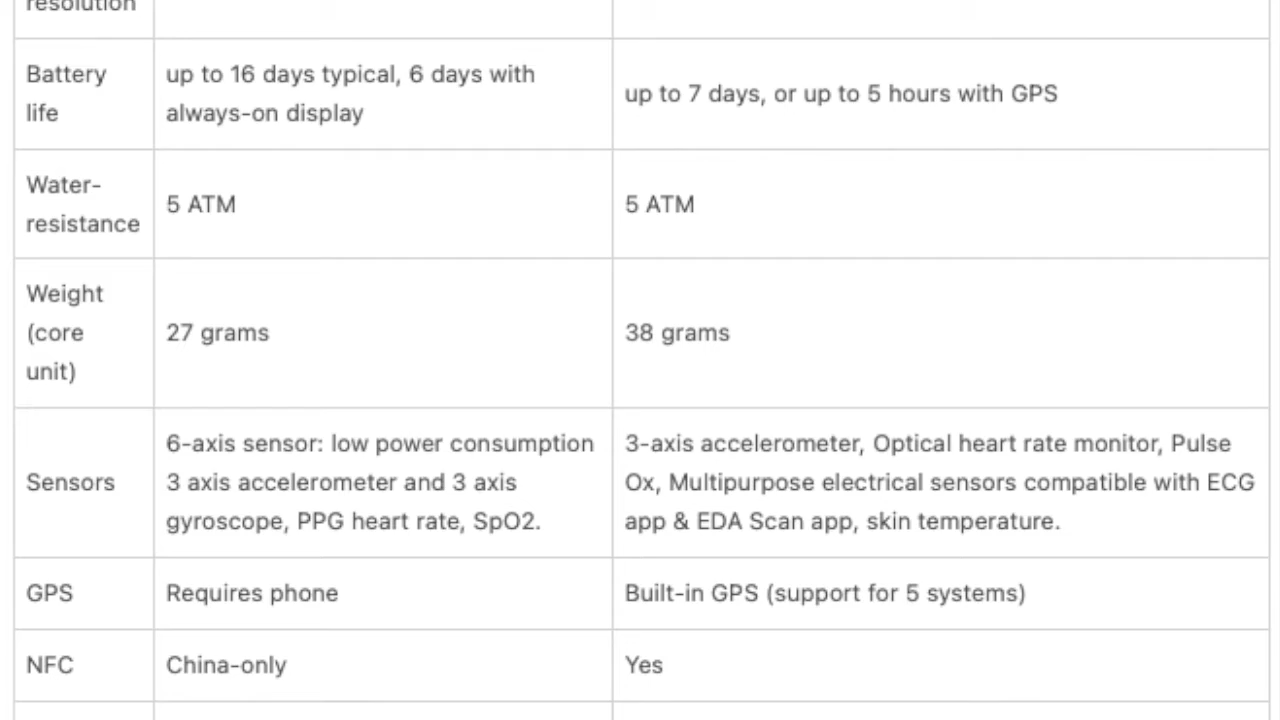 resolution
Battery
life
up to 16 days typical, 6 days with
always-on display
up to 7 days, or up to 5 hours with GPS
Water-
resistance
5 ATM
5 ATM
Weight
(core
unit)
27 grams
38 grams
Sensors
6-axis sensor: low power consumption
3 axis accelerometer and 3 axis
gyroscope, PPG heart rate, SpO2.
3-axis accelerometer, Optical heart rate monitor, Pulse
Ox, Multipurpose electrical sensors compatible with ECG
app & EDA Scan app, skin temperature.
GPS
Requires phone
Built-in GPS (support for 5 systems)
NFC
China-only
Yes